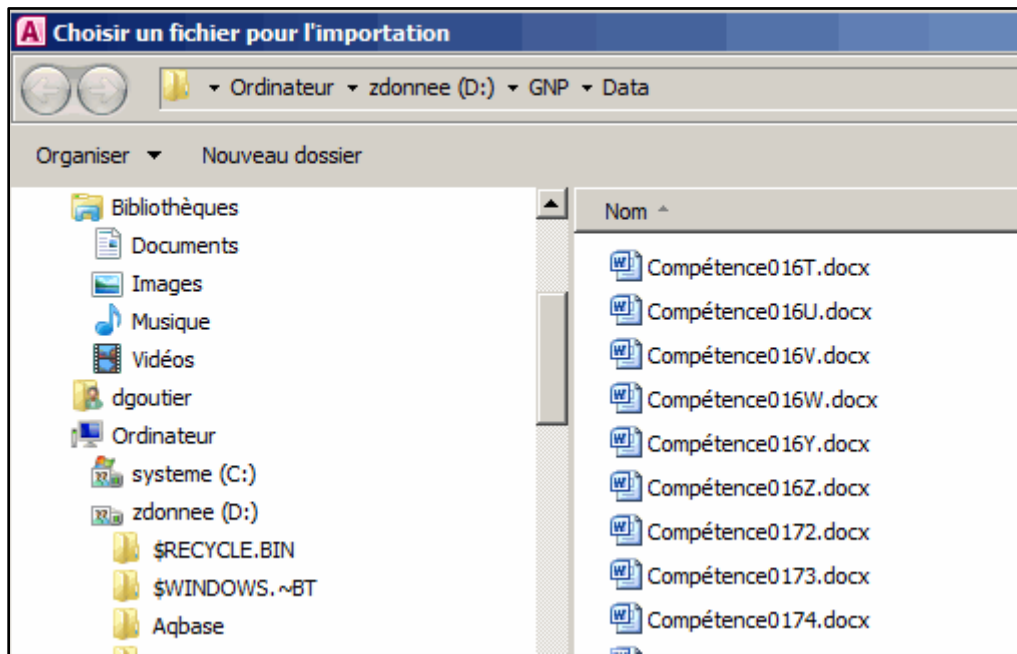 Choisir un fichier pour l'importation
Ordinateur zdonnee (D:) GNP Data
Organiser Nouveau dossier
Bibliothèques
Documents
Images
Musique
Vidéos
dgoutier
Ordinateur
systeme (C:)
zdonnee (D:)
$RECYCLE.BIN
$WINDOWS.~BT
Aqbase
Nom
Compétence016T.docx
Compétence016U.docx
Compétence016V.docx
Compétence016W.docx
Compétence016Y.docx
Compétence016Z.docx
Compétence0172.docx
Compétence0173.docx
Compétence0174.docx